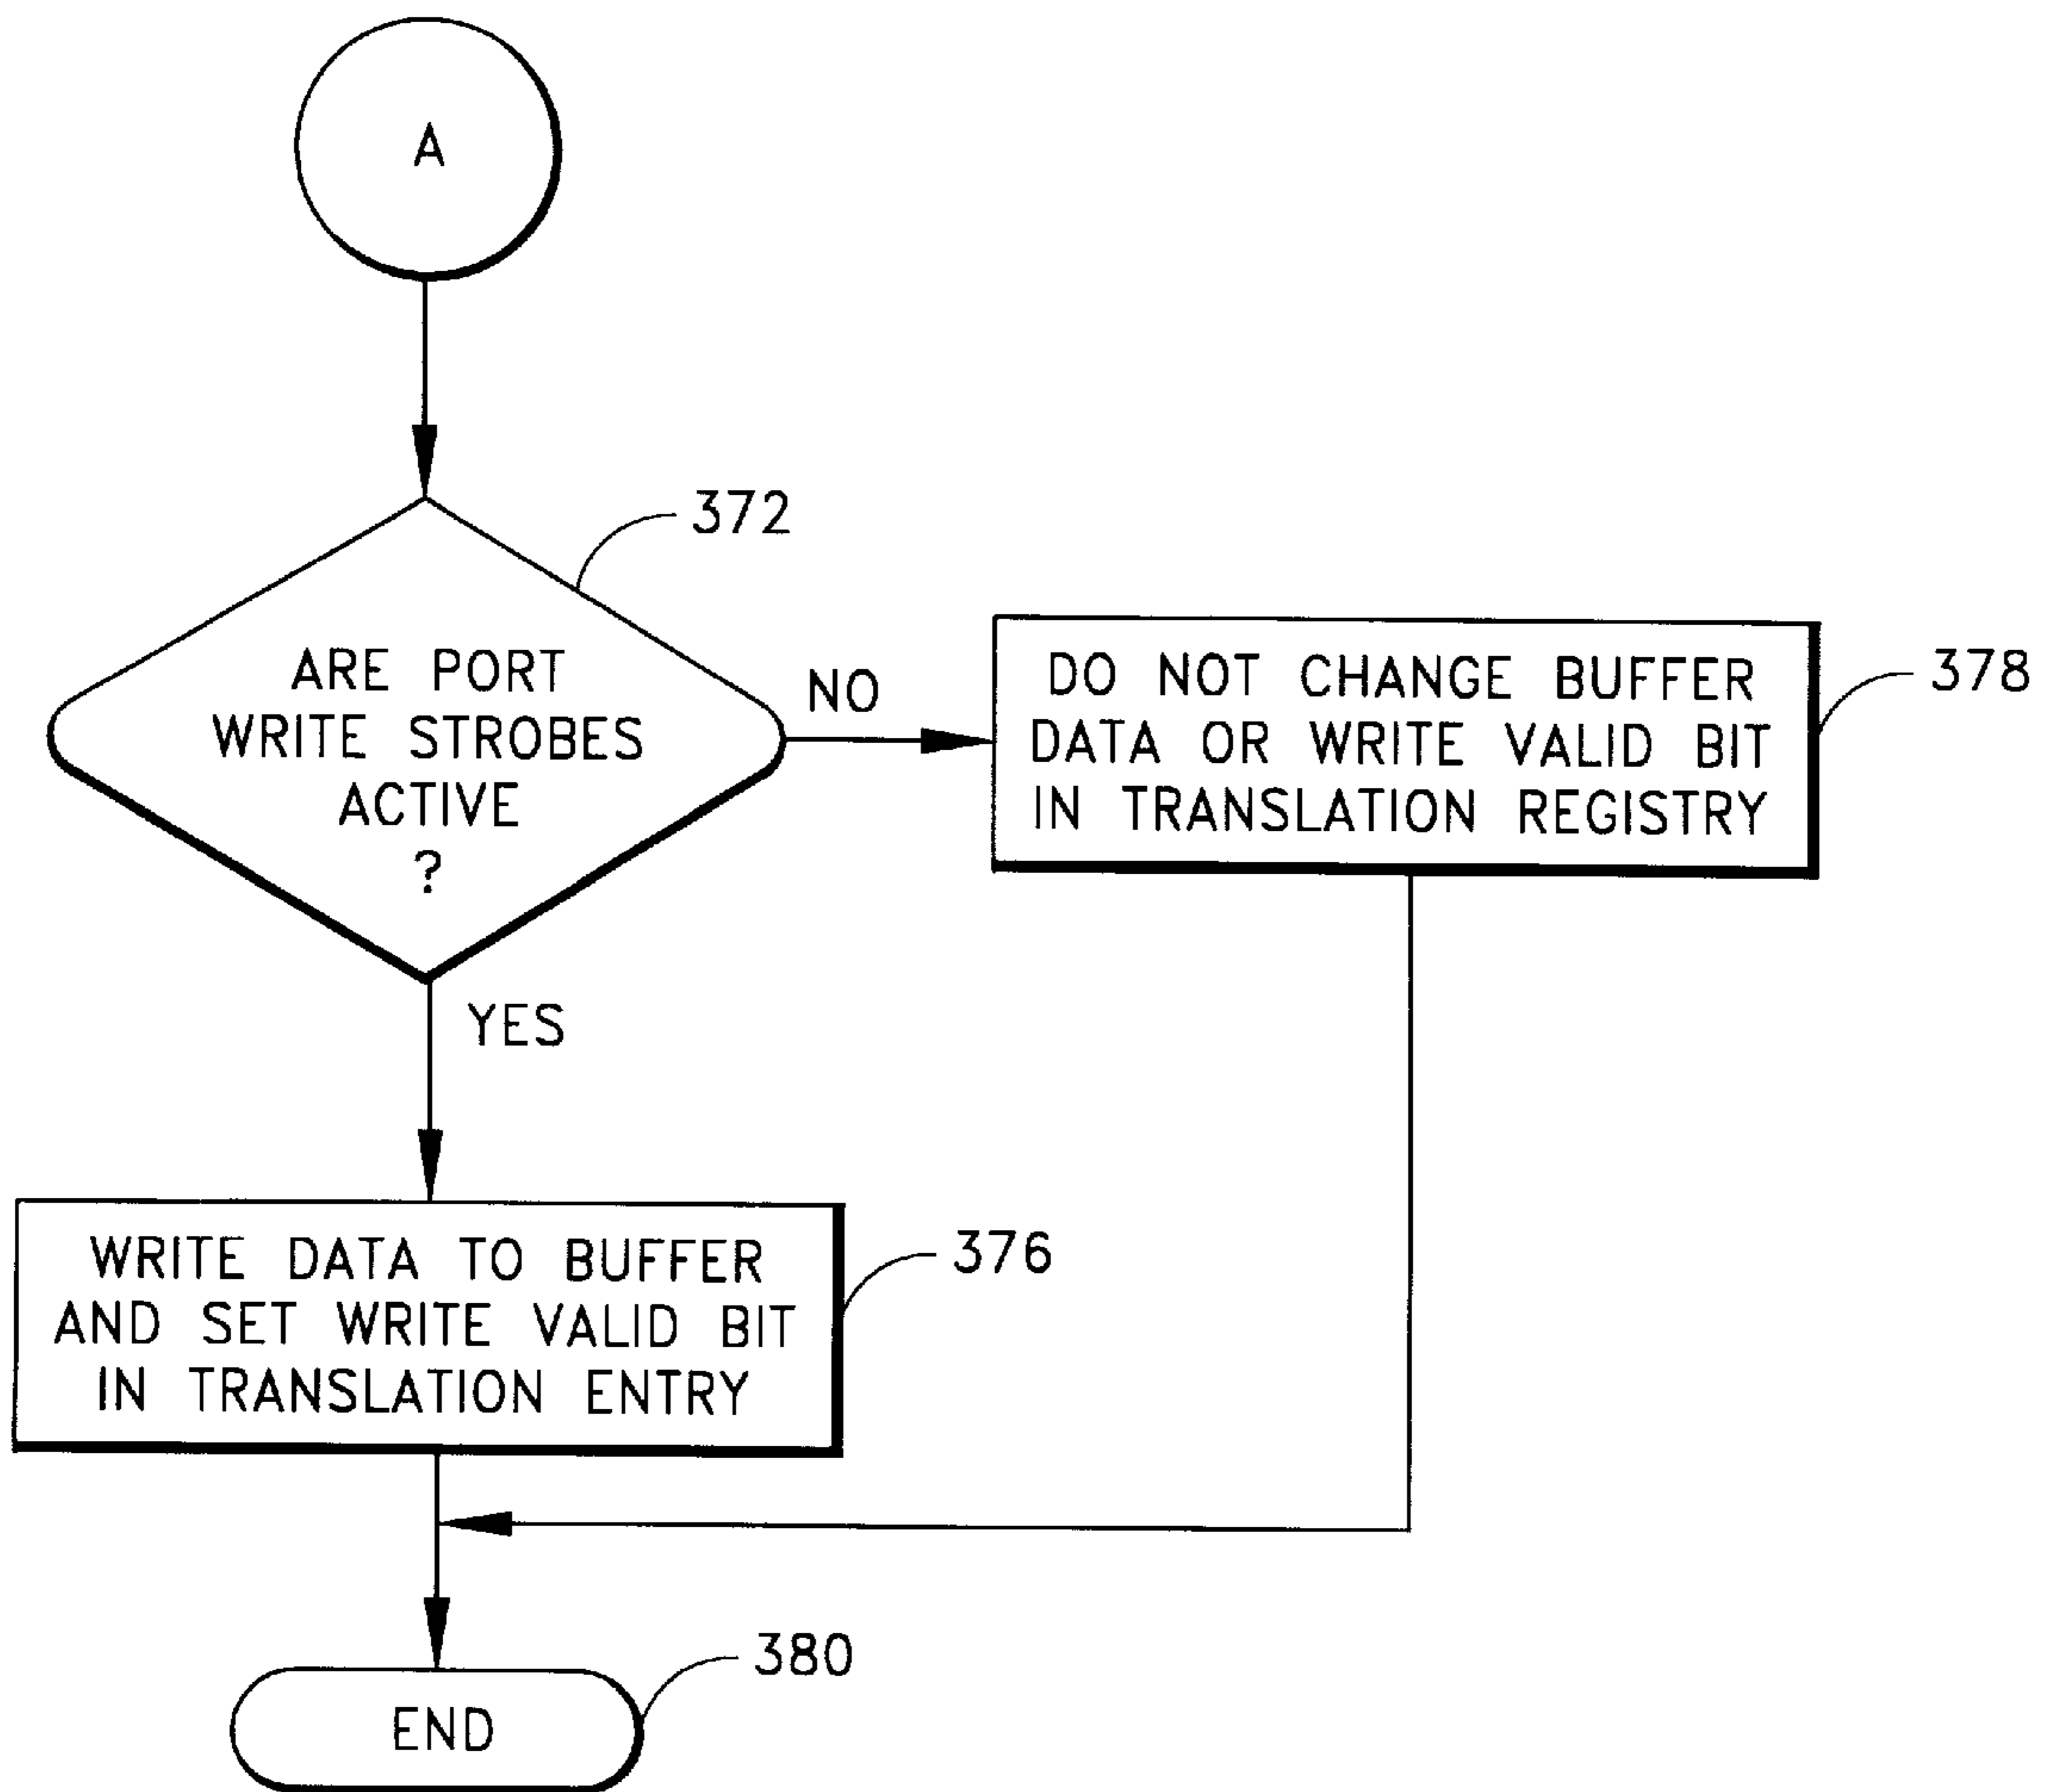 A
372
ARE PORT
WRITE STROBES
ACTIVE
?
NO
DO NOT CHANGE BUFFER
DATA OR WRITE VALID BIT
IN TRANSLATION REGISTRY
378
YES
WRITE DATA TO BUFFER
AND SET WRITE VALID BIT
IN TRANSLATION ENTRY
376
END
380